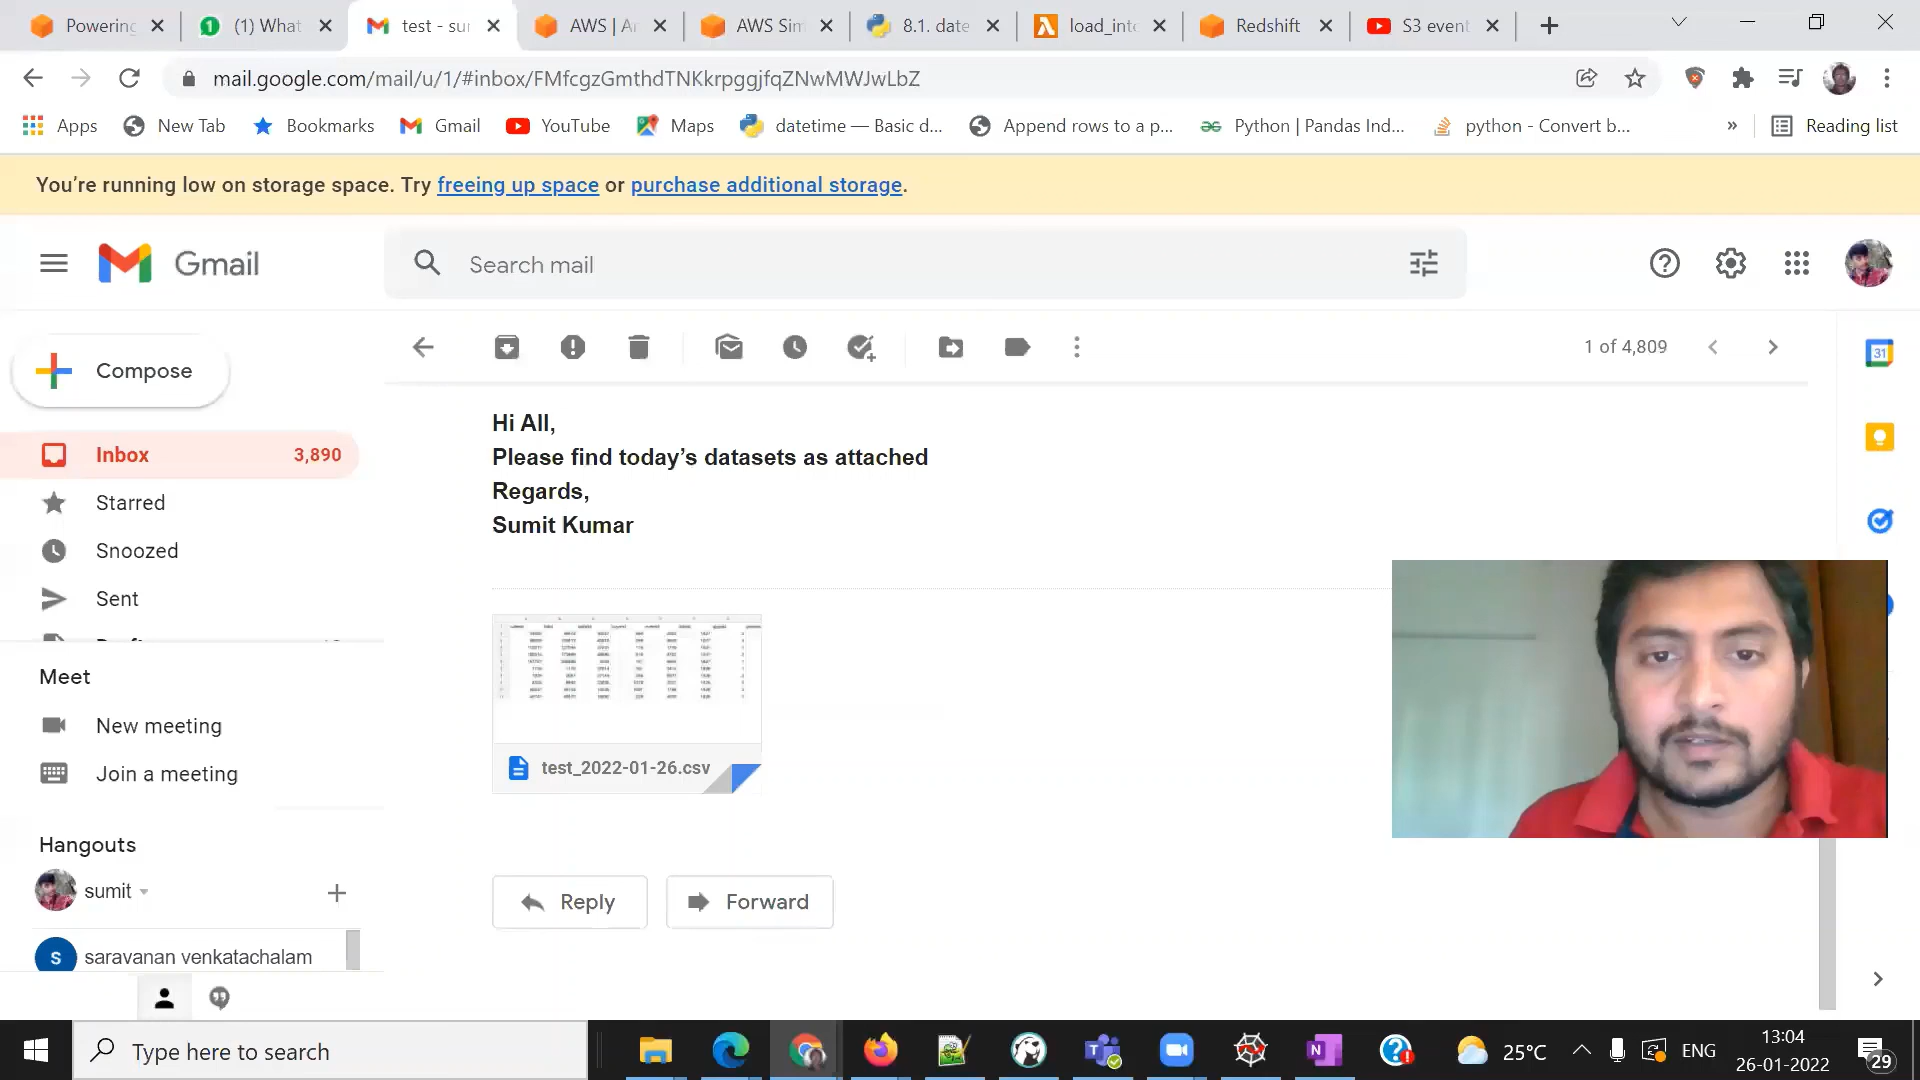 Powering
(1) What
test - sur
AWS | A
AWS Sim
8.1. date
load_inte
Redshift
S3 event
mail.google.com/mail/u/1/#inbox/FMfcgzGmthdTNKkrpggjfqZNwMWJwLbZ
Apps
New Tab
Bookmarks
Gmail
YouTube
Maps
datetime — Basic d...
Append rows to a p...
Python | Pandas Ind...
python - Convert b...
»
Reading list
You're running low on storage space. Try freeing up space or purchase additional storage.
Gmail
Search mail
Compose
1 of 4,809
31
Inbox 3,890
Starred
Snoozed
Sent
Meet
New meeting
Join a meeting
Hangouts
sumit
S saravanan venkatachalam
Hi All,
Please find today's datasets as attached
Regards,
Sumit Kumar
test_2022-01-26.csv
Reply
Forward
Type here to search
25°C
ENG
13:04
26-01-2022
29